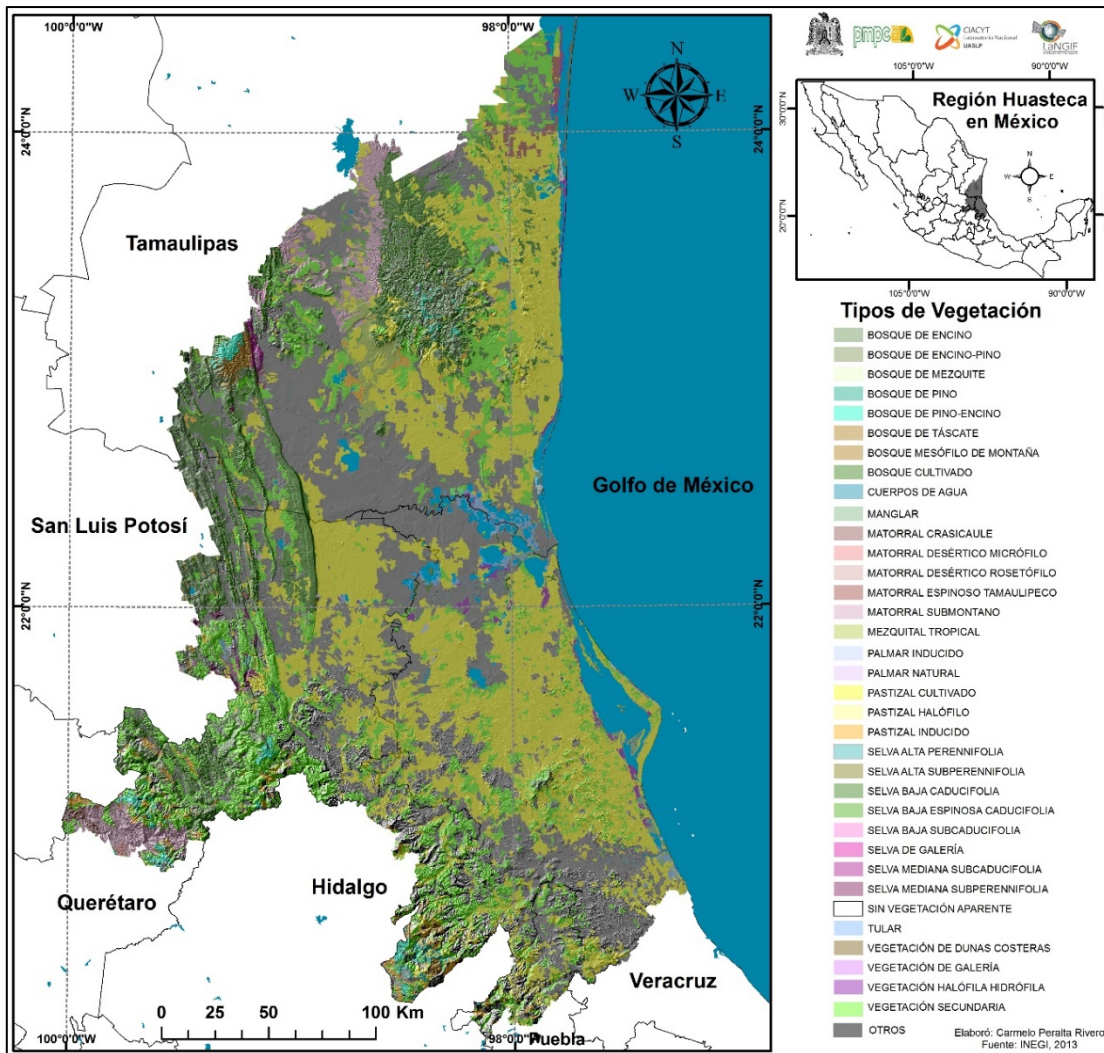 100°0'0"W
98°0'0"W
N
W
E
S
24°0'0"N
24°0'0"N
Tamaulipas
San Luis Potosí
Golfo de México
22°0'0"N
22°0'0"N
Querétaro
Hidalgo
Veracruz
Puebla
0 25 50 100 Km
100°0'0"W
98°0'0"W
pmpca
CIACYT
Laboratorio Nacional
UASLP
LaNGIF
105°0'0"W
90°0'0"W
Región Huasteca
en México
30°0'0"N
20°0'0"N
N
W
E
S
105°0'0"W
90°0'0"W
Tipos de Vegetación
BOSQUE DE ENCINO
BOSQUE DE ENCINO-PINO
BOSQUE DE MEZQUITE
BOSQUE DE PINO
BOSQUE DE PINO-ENCINO
BOSQUE DE TÁSCATE
BOSQUE MESÓFILO DE MONTAÑA
BOSQUE CULTIVADO
CUERPOS DE AGUA
MANGLAR
MATORRAL CRASICAULE
MATORRAL DESÉRTICO MICRÓFILO
MATORRAL DESÉRTICO ROSETÓFILO
MATORRAL ESPINOSO TAMAULIPECO
MATORRAL SUBMONTANO
MEZQUITAL TROPICAL
PALMAR INDUCIDO
PALMAR NATURAL
PASTIZAL CULTIVADO
PASTIZAL HALÓFILO
PASTIZAL INDUCIDO
SELVA ALTA PERENNIFOLIA
SELVA ALTA SUBPERENNIFOLIA
SELVA BAJA CADUCIFOLIA
SELVA BAJA ESPINOSA CADUCIFOLIA
SELVA BAJA SUBCADUCIFOLIA
SELVA DE GALERÍA
SELVA MEDIANA SUBCADUCIFOLIA
SELVA MEDIANA SUBPERENNIFOLIA
SIN VEGETACIÓN APARENTE
TULAR
VEGETACIÓN DE DUNAS COSTERAS
VEGETACIÓN DE GALERÍA
VEGETACIÓN HALÓFILA HIDRÓFILA
VEGETACIÓN SECUNDARIA
OTROS
Elaboró: Carmelo Peralta Rivero
Fuente: INEGI, 2013